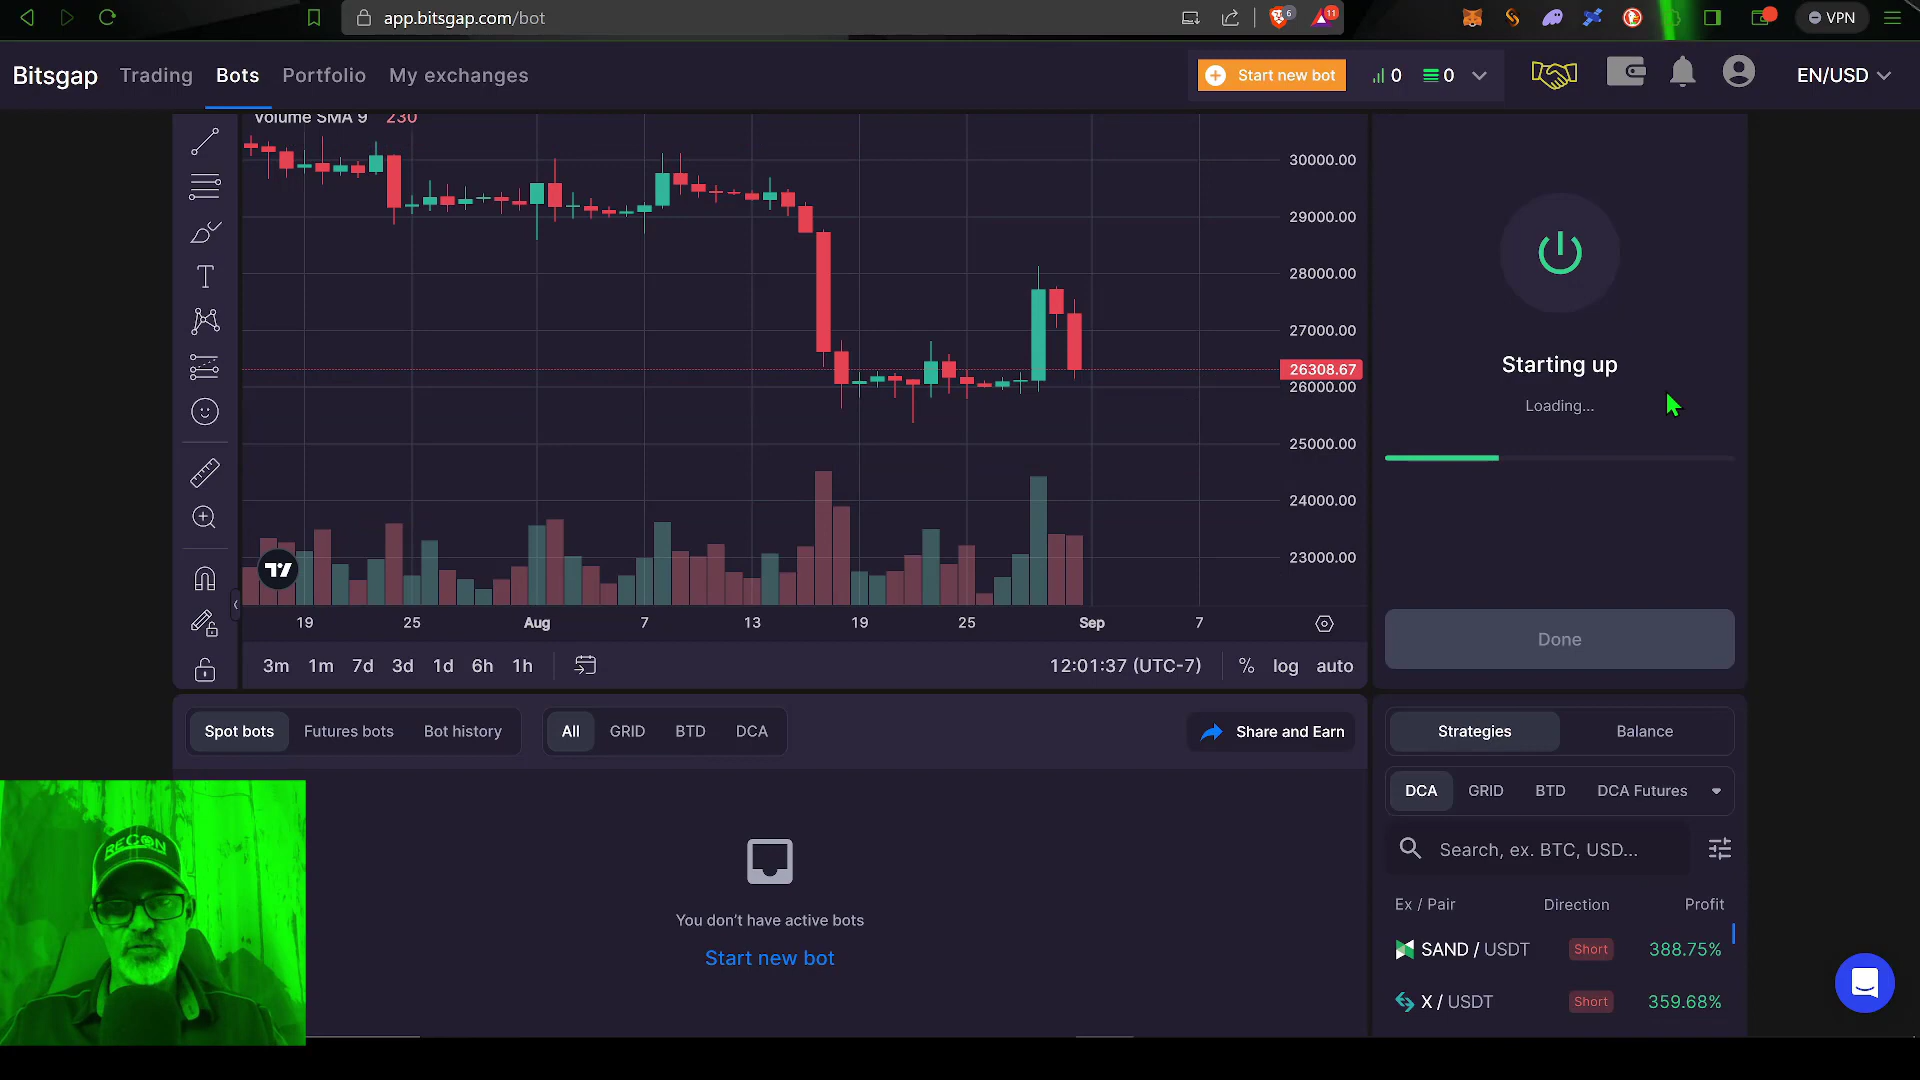 app.bitsgap.com/bot
6
11
VPN
Bitsgap
Trading
Bots
Portfolio
My exchanges
Start new bot
0
0
EN/USD
Volume SMA 9 230
30000.00
29000.00
28000.00
27000.00
26308.67
26000.00
25000.00
24000.00
23000.00
19
25
Aug
7
13
19
25
Sep
7
3m
1m
7d
3d
1d
6h
1h
12:01:37 (UTC-7)
%
log
auto
Starting up
Loading...
Done
Spot bots
Futures bots
Bot history
All
GRID
BTD
DCA
Share and Earn
You don't have active bots
Start new bot
Strategies
Balance
DCA
GRID
BTD
DCA Futures
Search, ex. BTC, USD...
Ex / Pair
Direction
Profit
SAND / USDT
Short
388.75%
X / USDT
Short
359.68%
RECON